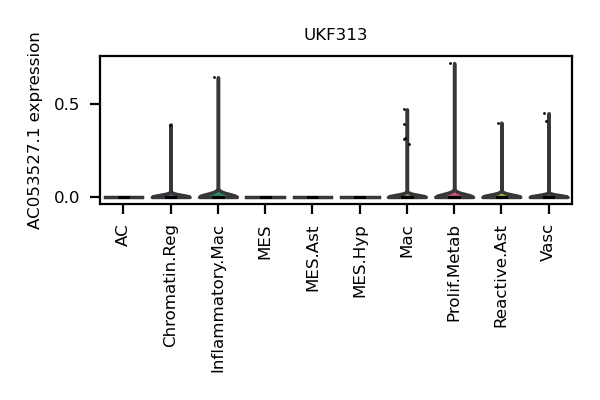 UKF313
AC053527.1 expression
0.5
0.0
AC
Chromatin.Reg
Inflammatory.Mac
MES
MES.Ast
MES.Hyp
Mac
Prolif.Metab
Reactive.Ast
Vasc